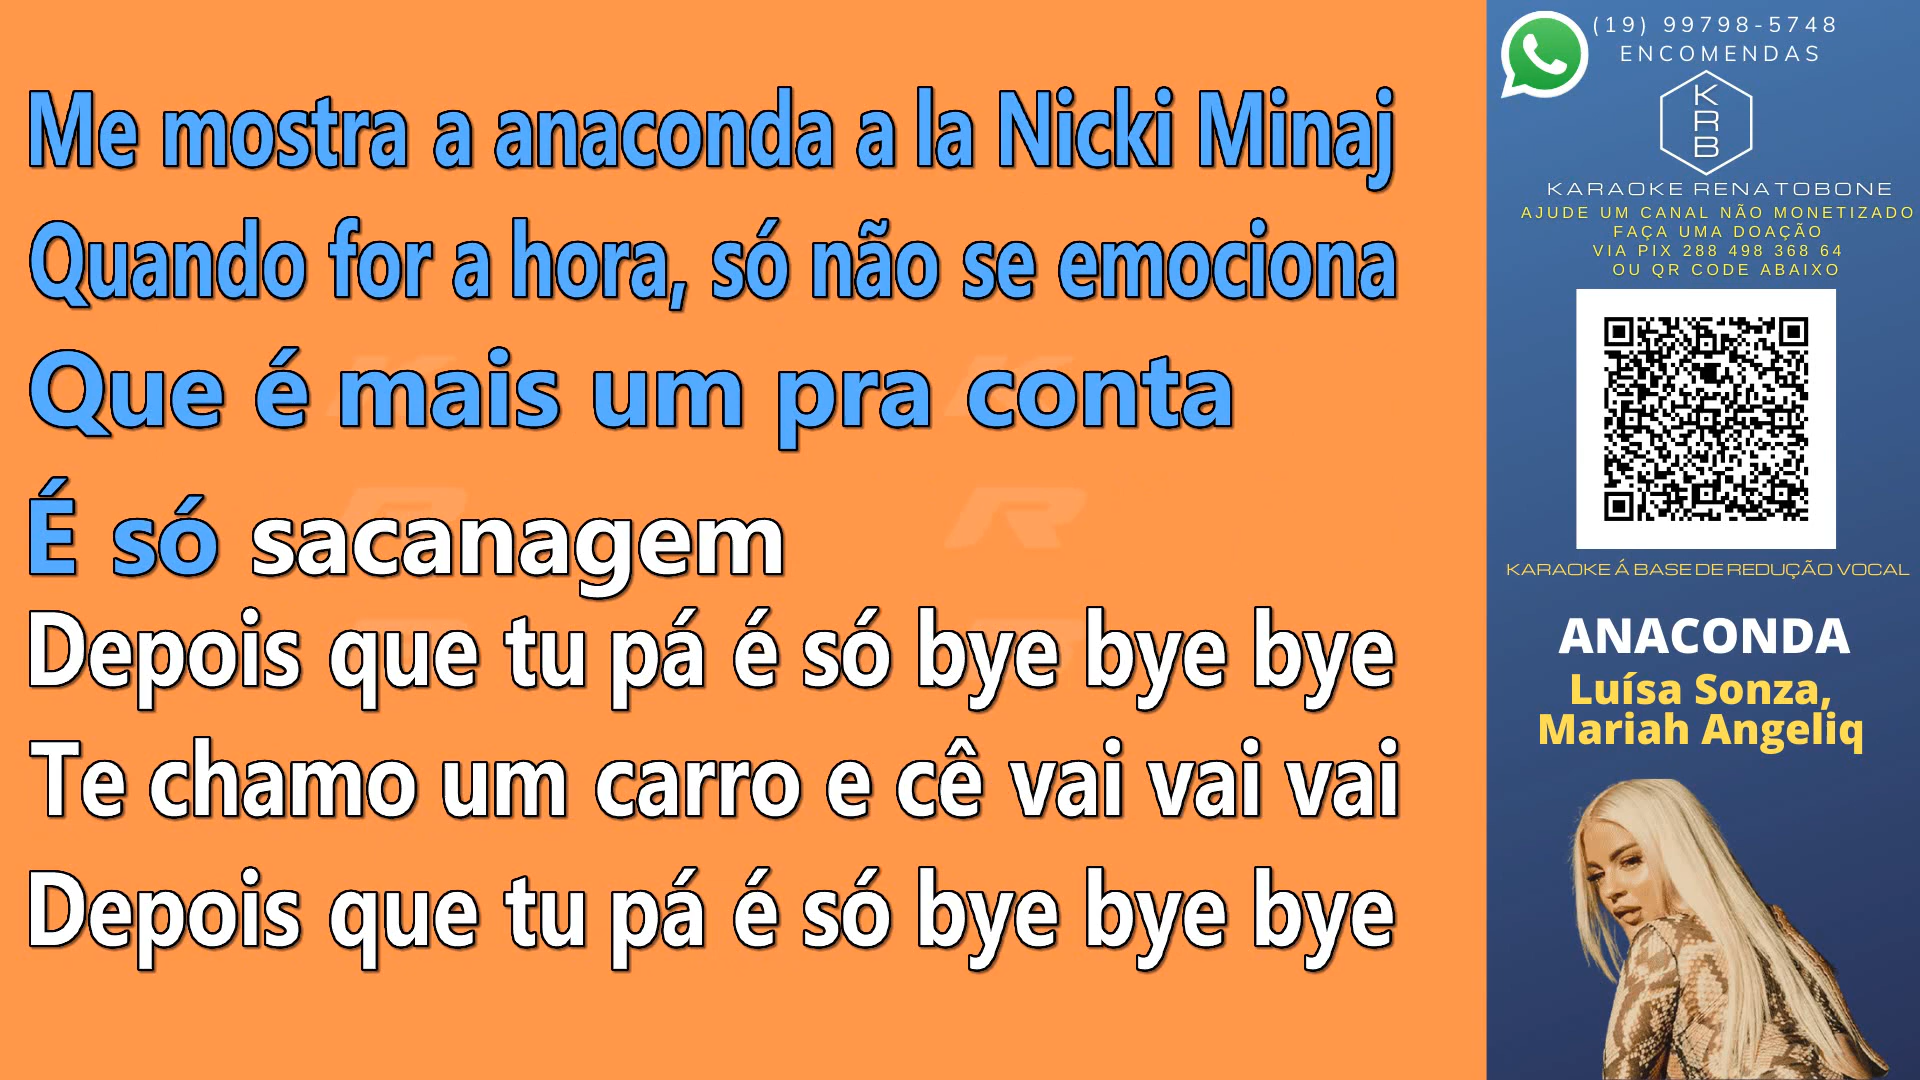 Me mostra a anaconda a la Nicki Minaj
Quando for a hora, só não se emociona
Que é mais um pra conta
É só sacanagem
Depois que tu pá é só bye bye bye
Te chamo um carro e cê vai vai vai
Depois que tu pá é só bye bye bye
(19) 99798-5748
ENCOMENDAS
K
R
B
KARAOKE RENATOBONE
AJUDE UM CANAL NÃO MONETIZADO
FAÇA UMA DOAÇÃO
VIA PIX 288 498 368 64
OU QR CODE ABAIXO
KARAOKE Á BASE DE REDUÇÃO VOCAL
ANACONDA
Luísa Sonza,
Mariah Angeliq